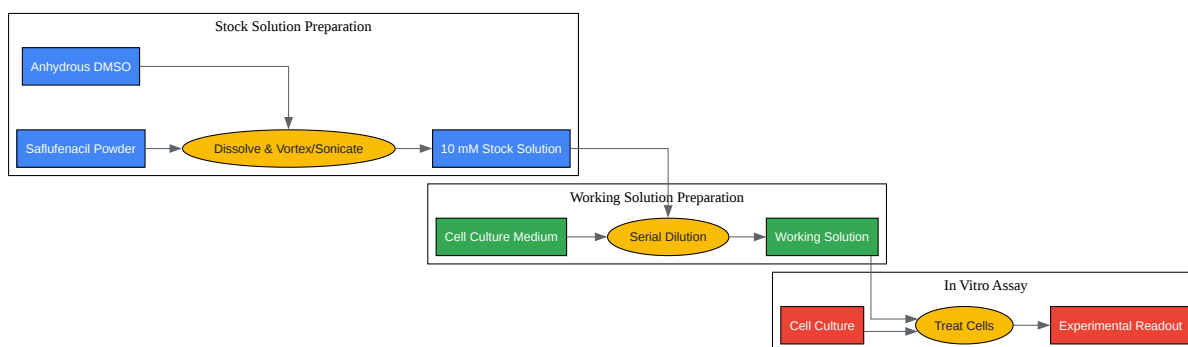 Stock Solution Preparation
Anhydrous DMSO
Saflufenacil Powder
Dissolve & Vortex/Sonicate
10 mM Stock Solution
Working Solution Preparation
Cell Culture Medium
Serial Dilution
Working Solution
In Vitro Assay
Cell Culture
Treat Cells
Experimental Readout